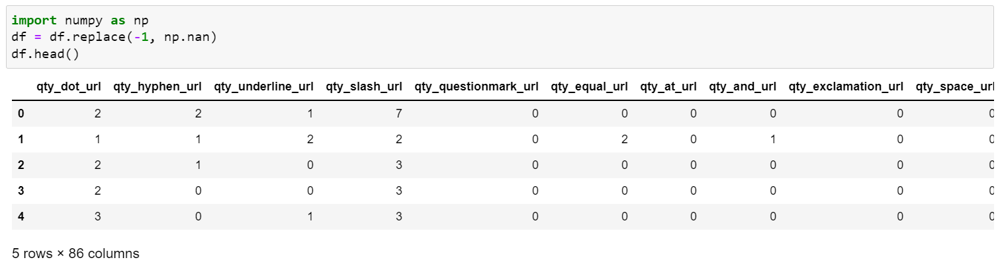 import numpy as np
df = df.replace(-1, np.nan)
df.head()
qty_dot_url qty_hyphen_url qty_underline_url qty_slash_url qty_questionmark_url qty_equal_url qty_at_url qty_and_url qty_exclamation_url qty_space_url
0 2 2 1 7 0 0 0 0 0 0
1 1 1 2 2 0 2 0 1 0 0
2 2 1 0 3 0 0 0 0 0 0
3 2 0 0 3 0 0 0 0 0 0
4 3 0 1 3 0 0 0 0 0 0
5 rows × 86 columns